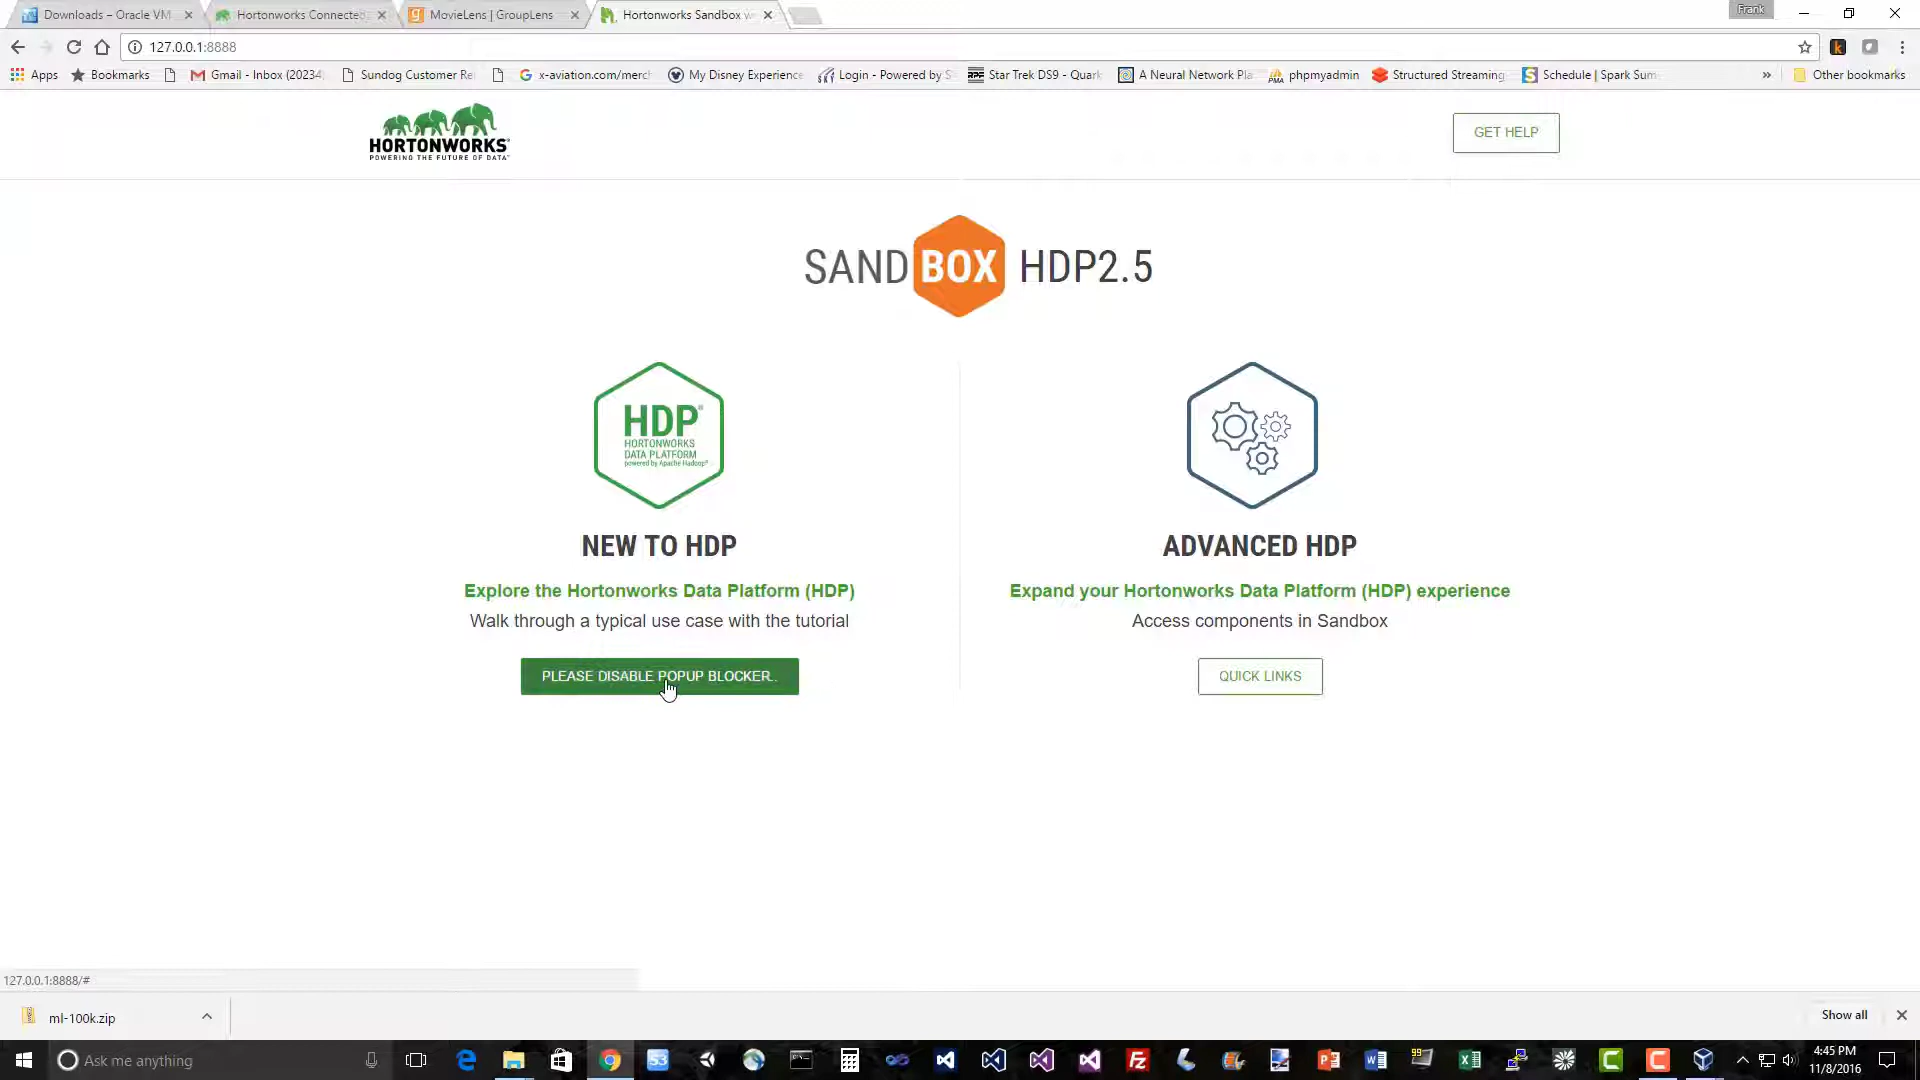 Downloads – Oracle VM
Hortonworks Connected
MovieLens | GroupLens
Hortonworks Sandbox w
Frank
127.0.0.1:8888
Apps
Bookmarks
Gmail - Inbox (20234
Sundog Customer Re
x-aviation.com/merch
My Disney Experience
Login - Powered by S
Star Trek DS9 - Quark
A Neural Network Pla
phpmyadmin
Structured Streaming
Schedule | Spark Sum
»
Other bookmarks
HORTONWORKS
POWERING THE FUTURE OF DATA
GET HELP
SANDBOX HDP2.5
HDP
HORTONWORKS
DATA PLATFORM
powered by Apache Hadoop
NEW TO HDP
ADVANCED HDP
Explore the Hortonworks Data Platform (HDP)
Expand your Hortonworks Data Platform (HDP) experience
Walk through a typical use case with the tutorial
Access components in Sandbox
PLEASE DISABLE POPUP BLOCKER..
QUICK LINKS
127.0.0.1:8888/#
ml-100k.zip
Show all
Ask me anything
4:45 PM
11/8/2016